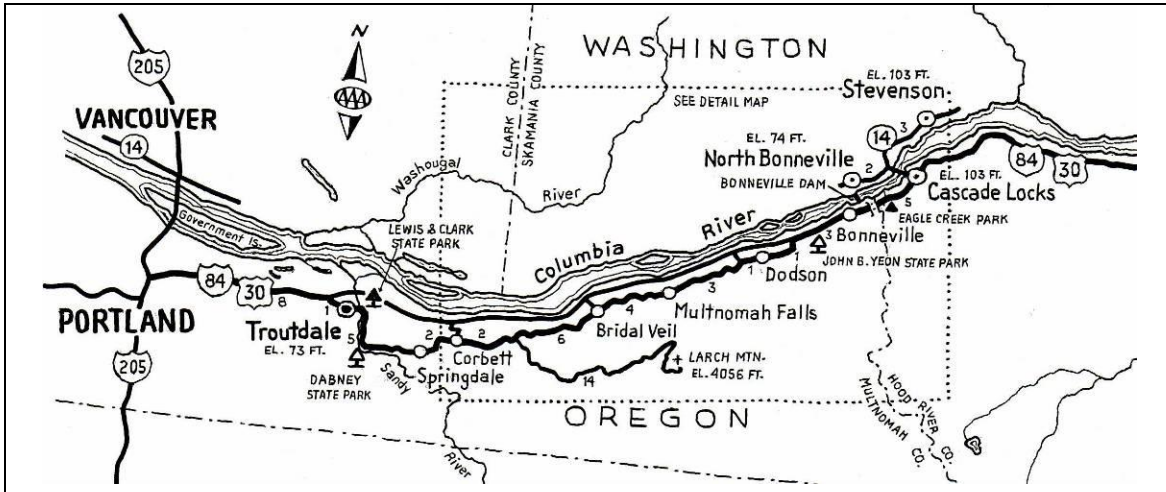 WASHINGTON
205
N
AAA
VANCOUVER
14
CLARK COUNTY
SKAMANIA COUNTY
SEE DETAIL MAP
EL. 103 FT.
Stevenson
3
14
EL. 74 FT.
North Bonneville
2
BONNEVILLE DAM
84
30
EL. 103 FT.
Cascade Locks
5
EAGLE CREEK PARK
Washougal
River
Government Is.
LEWIS & CLARK
STATE PARK
Columbia
River
Bonneville
3
JOHN B. YEON STATE PARK
1
1
Dodson
84
30
8
3
Multnomah Falls
PORTLAND
1
Troutdale
EL. 73 FT.
4
Bridal Veil
6
5
2
2
Corbett
Springdale
LARCH MTN.
EL. 4056 FT.
14
DABNEY
STATE PARK
Sandy
River
205
OREGON
HOOD RIVER CO.
MULTNOMAH CO.